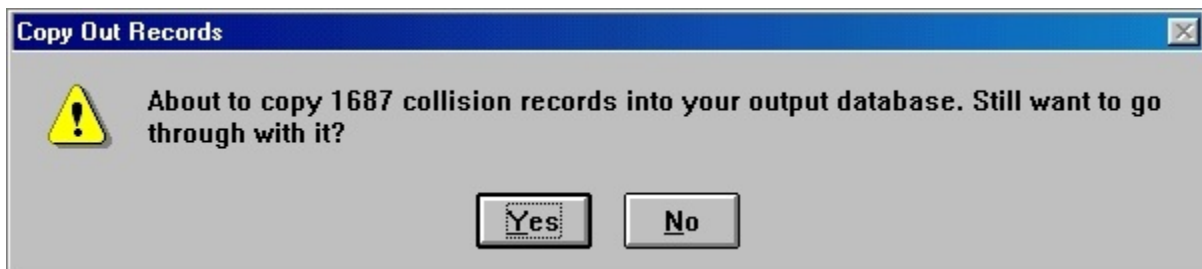 Copy Out Records
About to copy 1687 collision records into your output database. Still want to go
through with it?
Yes
No